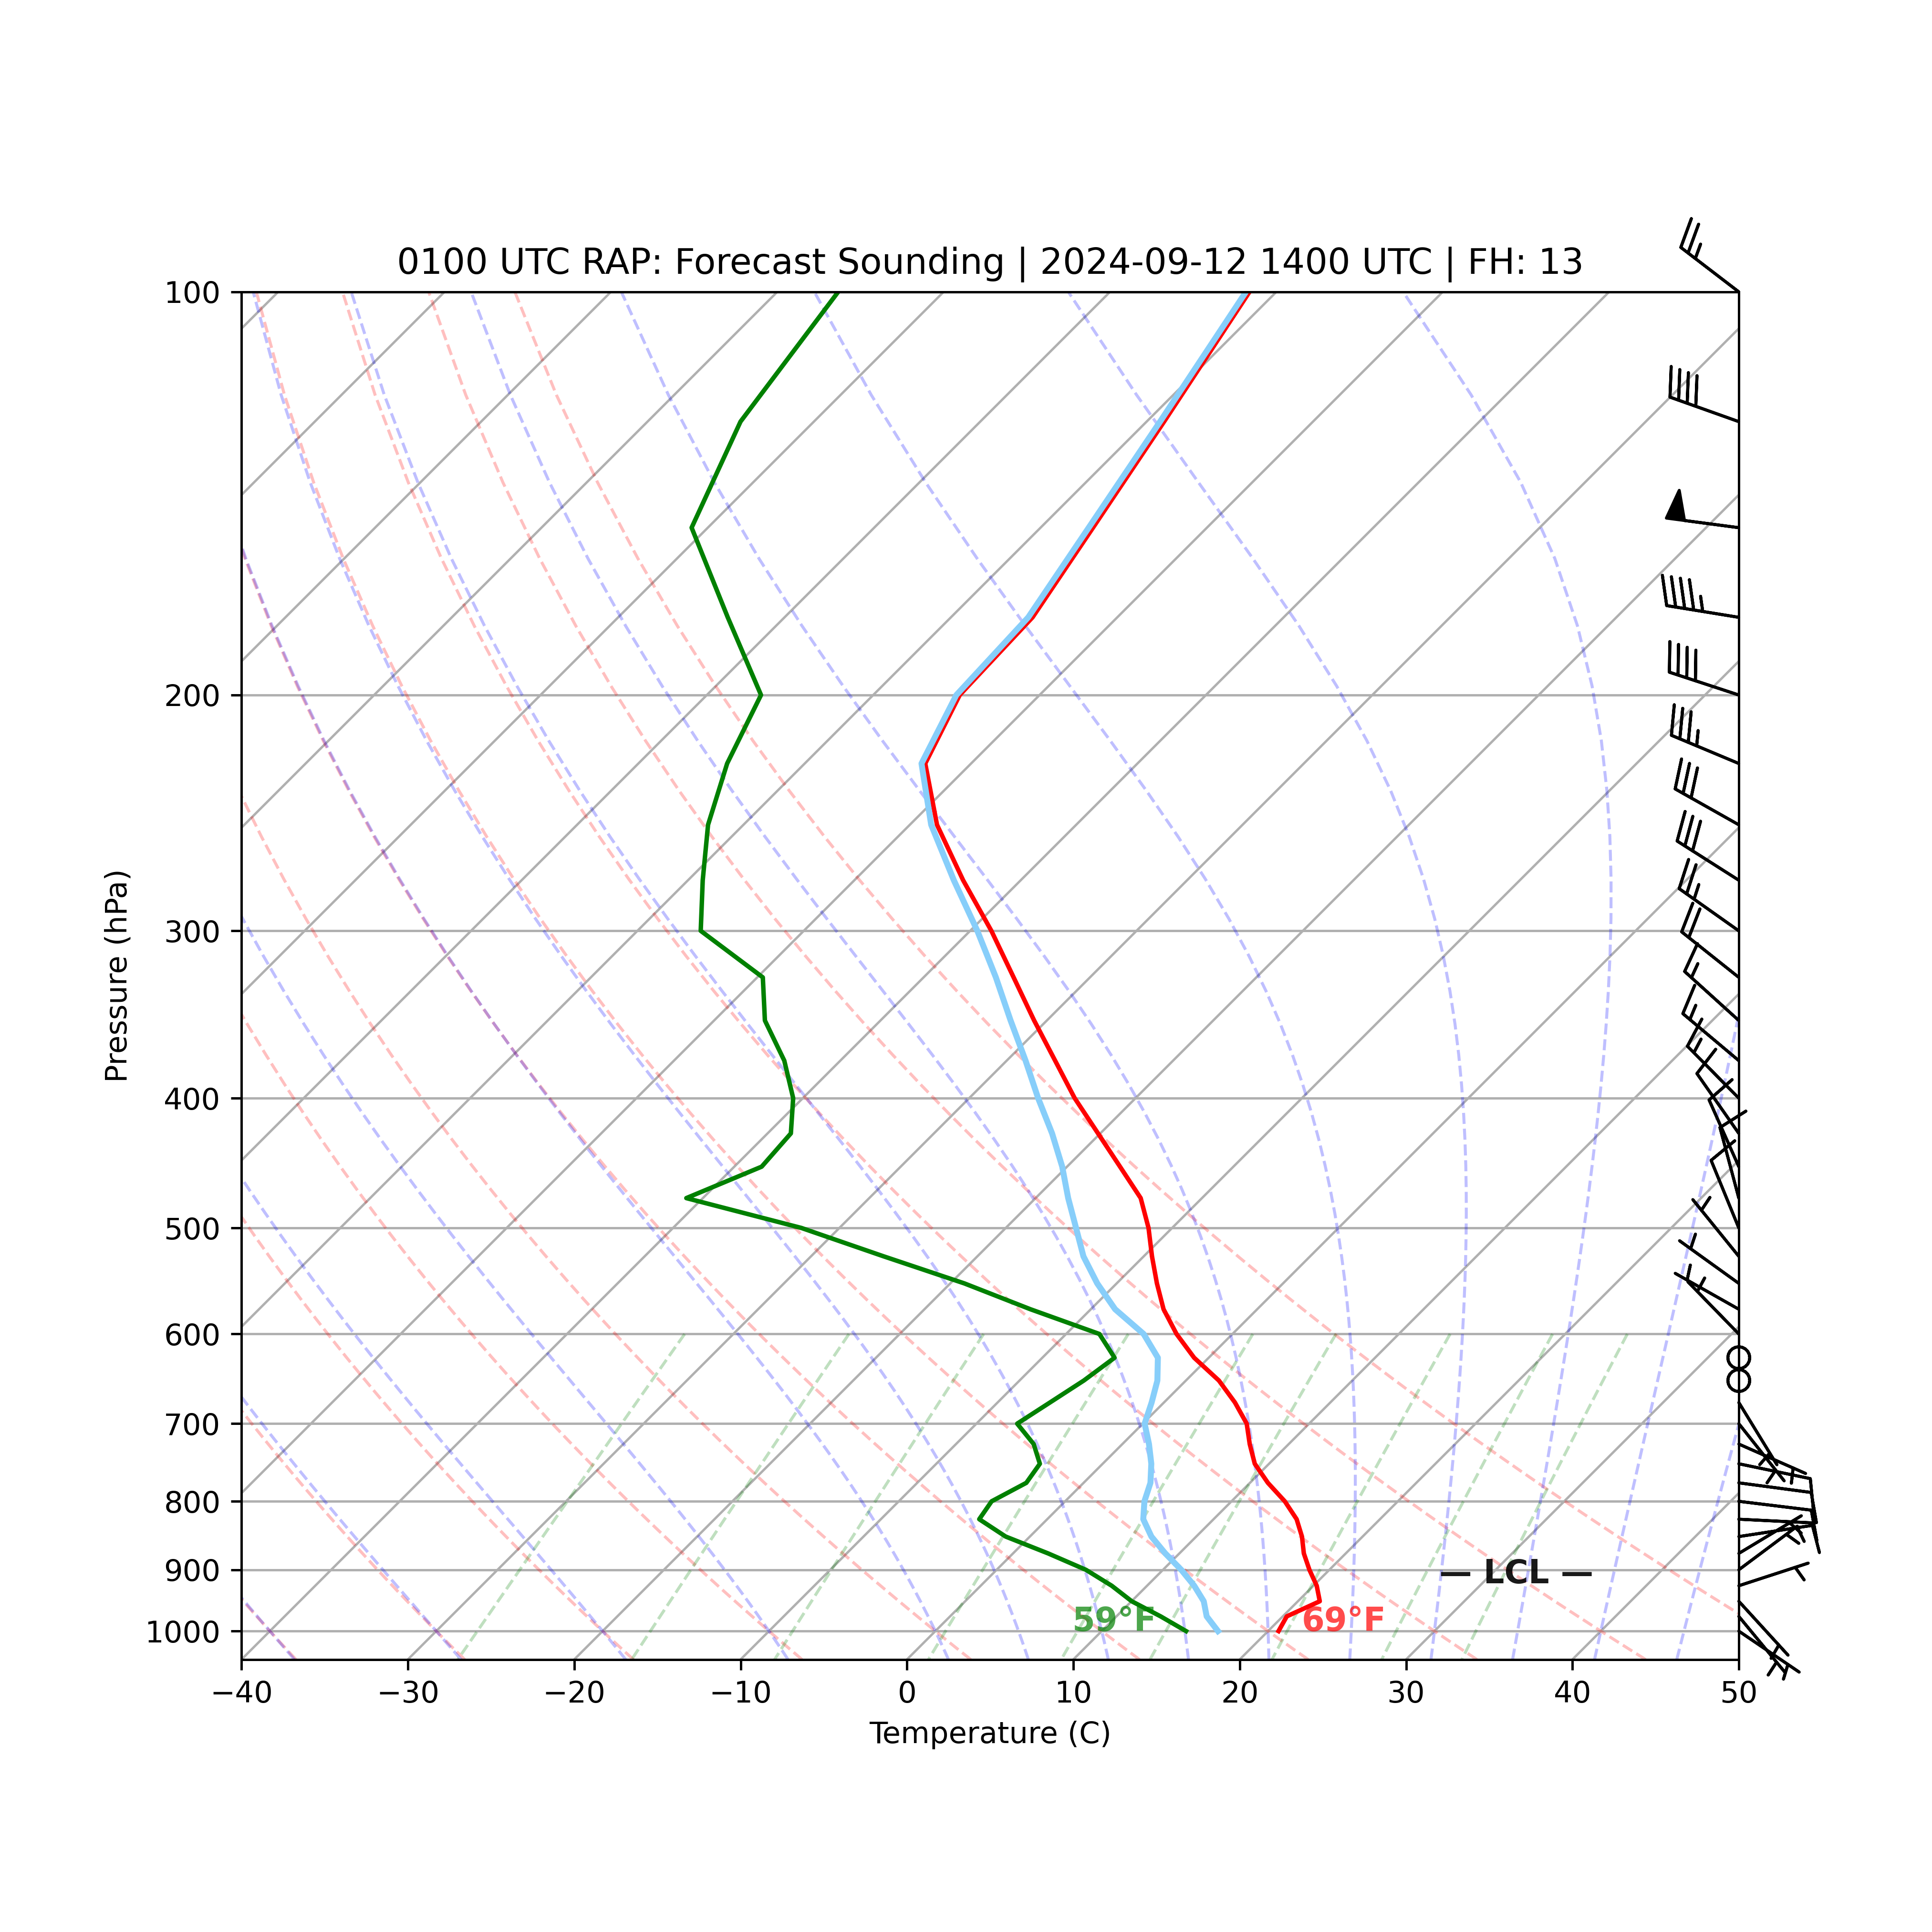 0100 UTC RAP: Forecast Sounding | 2024-09-12 1400 UTC | FH: 13
100
200
300
400
500
600
700
800
900
1000
Pressure (hPa)
— LCL —
59°F
69°F
−40 −30 −20 −10 0 10 20 30 40 50
Temperature (C)